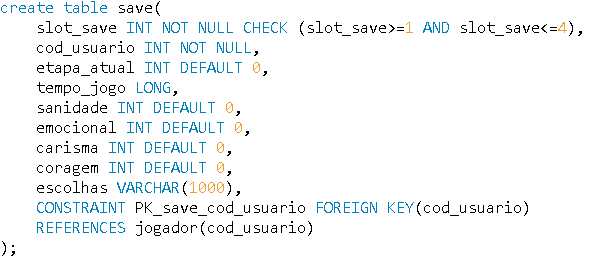 create table save(
    slot_save INT NOT NULL CHECK (slot_save>=1 AND slot_save<=4),
    cod_usuario INT NOT NULL,
    etapa_atual INT DEFAULT 0,
    tempo_jogo LONG,
    sanidade INT DEFAULT 0,
    emocional INT DEFAULT 0,
    carisma INT DEFAULT 0,
    coragem INT DEFAULT 0,
    escolhas VARCHAR(1000),
    CONSTRAINT PK_save_cod_usuario FOREIGN KEY(cod_usuario)
    REFERENCES jogador(cod_usuario)
);